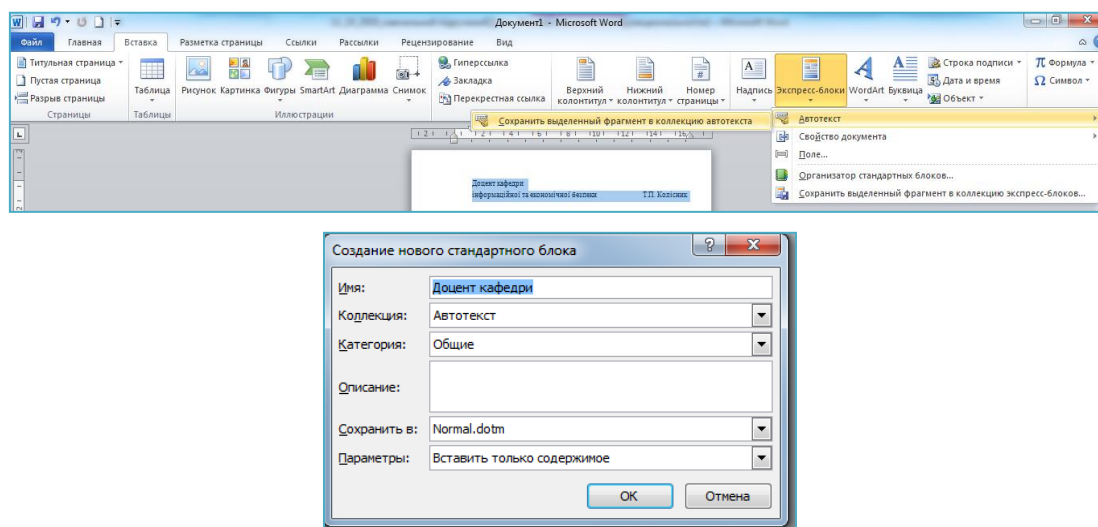 Документ1 - Microsoft Word
Файл Главная Вставка Разметка страницы Ссылки Рассылки Рецензирование Вид
Титульная страница
Пустая страница
Разрыв страницы
Страницы
Таблица
Таблицы
Рисунок Картинка Фигуры SmartArt Диаграмма Снимок
Иллюстрации
Гиперссылка
Закладка
Перекрестная ссылка
Верхний колонтитул
Нижний колонтитул
Номер страницы
Надпись Экспресс-блоки WordArt Буквица
Строка подписи
Дата и время
Объект
Формула
Символ
Сохранить выделенный фрагмент в коллекцию автотекста
Автотекст
Свойство документа
Поле...
Организатор стандартных блоков...
Сохранить выделенный фрагмент в коллекцию экспресс-блоков...
Доцент кафедри
інформаційної та економічної безпеки Т.П. Колісник
Создание нового стандартного блока
Имя: Доцент кафедри
Коллекция: Автотекст
Категория: Общие
Описание:
Сохранить в: Normal.dotm
Параметры: Вставить только содержимое
ОК Отмена